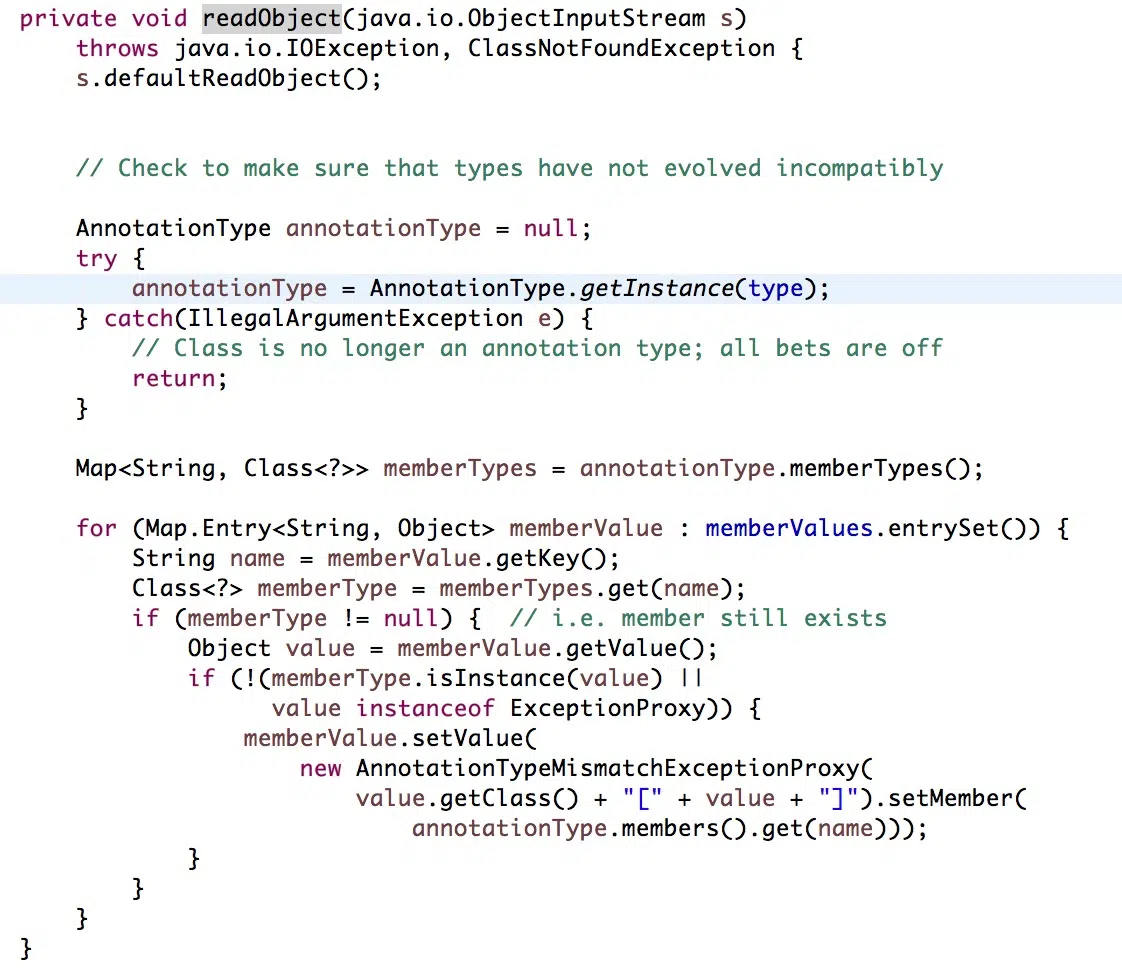 private void readObject(java.io.ObjectInputStream s)
    throws java.io.IOException, ClassNotFoundException {
    s.defaultReadObject();
    // Check to make sure that types have not evolved incompatibly
    AnnotationType annotationType = null;
    try {
        annotationType = AnnotationType.getInstance(type);
    } catch(IllegalArgumentException e) {
        // Class is no longer an annotation type; all bets are off
        return;
    }
    Map<String, Class<?>> memberTypes = annotationType.memberTypes();
    for (Map.Entry<String, Object> memberValue : memberValues.entrySet()) {
        String name = memberValue.getKey();
        Class<?> memberType = memberTypes.get(name);
        if (memberType != null) {  // i.e. member still exists
            Object value = memberValue.getValue();
            if (!(memberType.isInstance(value) ||
                  value instanceof ExceptionProxy)) {
                memberValue.setValue(
                    new AnnotationTypeMismatchExceptionProxy(
                        value.getClass() + "[" + value + "]").setMember(
                            annotationType.members().get(name)));
            }
        }
    }
}